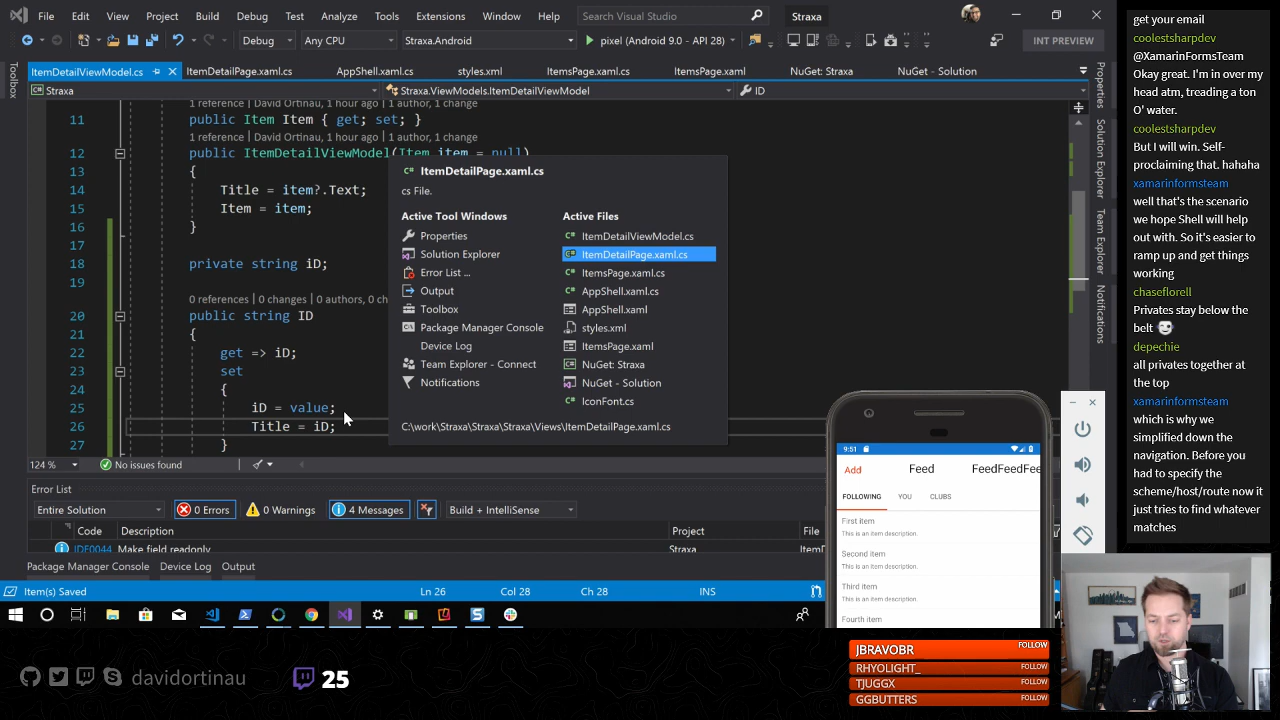 File Edit View Project Build Debug Test Analyze Tools Extensions Window Help Search Visual Studio Straxa
Debug Any CPU Straxa.Android pixel (Android 9.0 - API 28) INT PREVIEW
ItemDetailViewModel.cs ItemDetailPage.xaml.cs AppShell.xaml.cs styles.xml ItemsPage.xaml.cs ItemsPage.xaml NuGet: Straxa NuGet - Solution
Straxa Straxa.ViewModels.ItemDetailViewModel ID
Toolbox
Properties
Solution Explorer
Team Explorer
Notifications
1 reference | David Ortinau, 1 hour ago | 1 author, 1 change
11 public Item Item { get; set; }
1 reference | David Ortinau, 1 hour ago | 1 author, 1 change
12 public ItemDetailViewModel(Item item = null)
13 {
14 Title = item?.Text;
15 Item = item;
16 }
17
18 private string iD;
19
0 references | 0 changes | 0 authors, 0 ch
20 public string ID
21 {
22 get => iD;
23 set
24 {
25 iD = value;
26 Title = iD;
27 }
ItemDetailPage.xaml.cs
cs File.
Active Tool Windows
Properties
Solution Explorer
Error List ...
Output
Toolbox
Package Manager Console
Device Log
Team Explorer - Connect
Notifications
Active Files
ItemDetailViewModel.cs
ItemDetailPage.xaml.cs
ItemsPage.xaml.cs
AppShell.xaml.cs
AppShell.xaml
styles.xml
ItemsPage.xaml
NuGet: Straxa
NuGet - Solution
IconFont.cs
C:\work\Straxa\Straxa\Straxa\Views\ItemDetailPage.xaml.cs
124 % No issues found
Error List
Entire Solution 0 Errors 0 Warnings 4 Messages Build + IntelliSense
Code Description Project File
IDE0044 Make field readonly Straxa ItemD
Package Manager Console Device Log Output
Item(s) Saved Ln 26 Col 28 Ch 28 INS
9:51
Add Feed FeedFeedFee
FOLLOWING YOU CLUBS
First item
This is an item description.
Second item
This is an item description.
Third item
This is an item description.
Fourth item
get your email
coolestsharpdev
@XamarinFormsTeam
Okay great. I'm in over my
head atm, treading a ton
O' water.
coolestsharpdev
But I will win. Self-
proclaiming that. hahaha
xamarinformsteam
well that's the scenario
we hope Shell will help
out with. So it's easier to
ramp up and get things
working
chaseflorell
Privates stay below the
belt
depechie
all privates together at
the top
xamarinformsteam
which is why we
simplified down the
navigation. Before you
had to specify the
scheme/host/route now it
just tries to find whatever
matches
davidortinau 25
JBRAVOBR FOLLOW
RHYOLIGHT_ FOLLOW
TJUGGX FOLLOW
GGBUTTERS FOLLOW